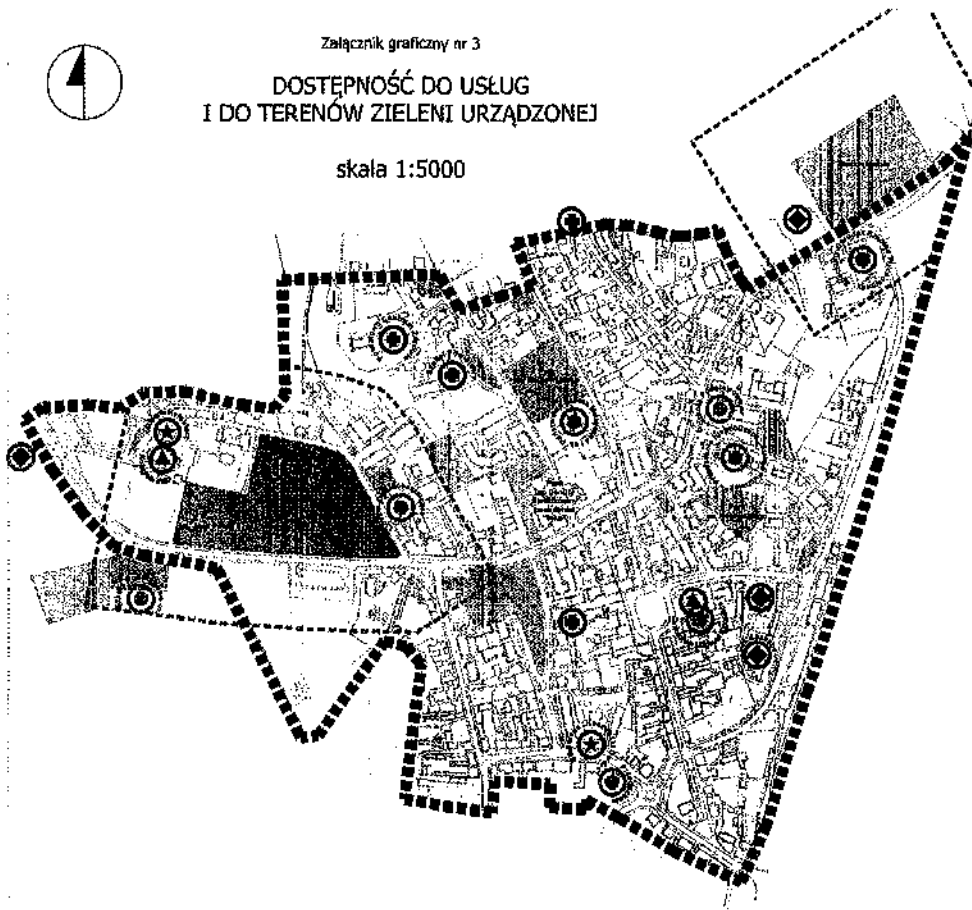 Załącznik graficzny nr 3
DOSTĘPNOŚĆ DO USŁUG
I DO TERENÓW ZIELENI URZĄDZONEJ
skala 1:5000